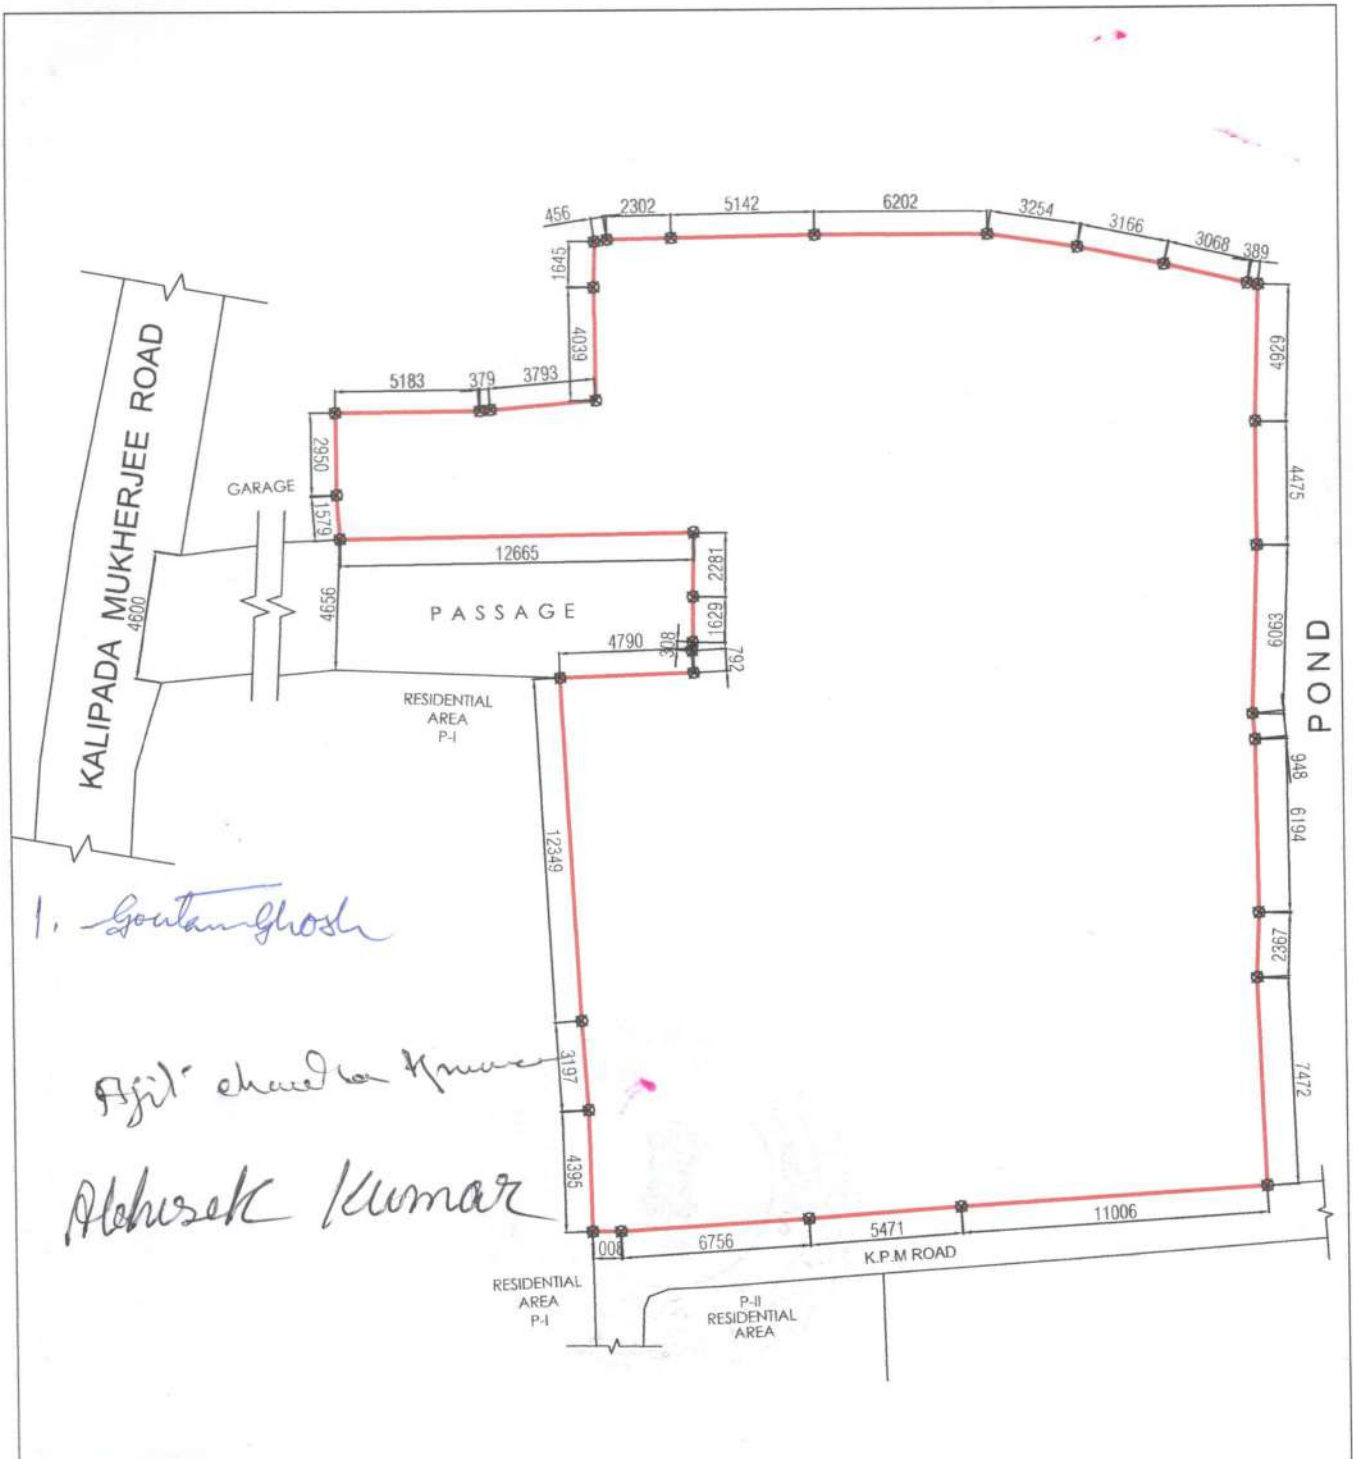 456 2302 5142 6202 3254 3166 3068 389
1645
4039
5183 379 3793
2950
1579
GARAGE
KALIPADA MUKHERJEE ROAD
4600
4656
12665
PASSAGE
2281
1629
308
792
4790
RESIDENTIAL
AREA
P-I
4629
4475
6063
948
6194
2367
7472
POND
12349
3197
4395
1. Goutam Ghosh
Ajit chandra
Abhisek Kumar
1008 6756 5471 11006
K.P.M ROAD
RESIDENTIAL
AREA
P-I
P-II
RESIDENTIAL
AREA